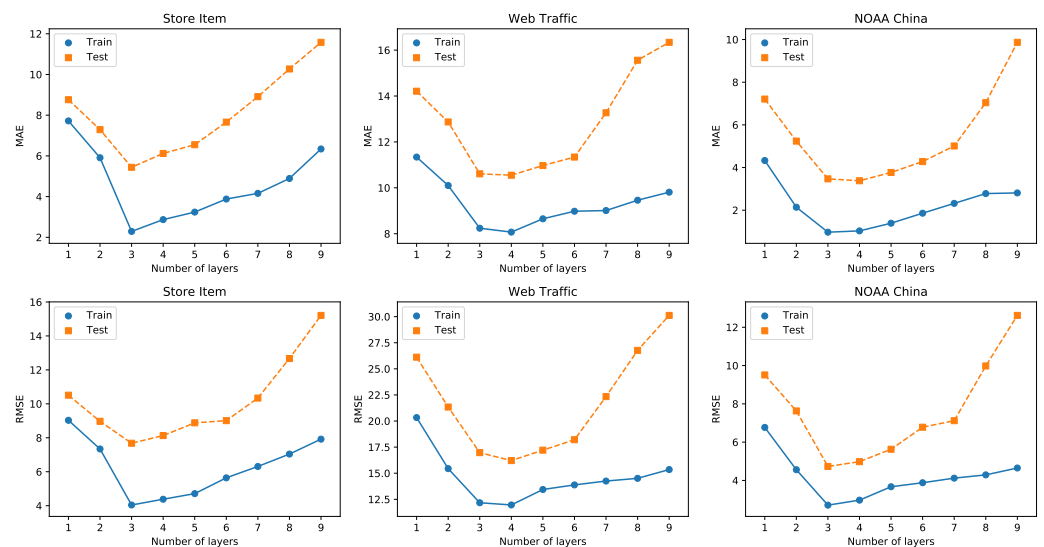 Store Item
Web Traffic
NOAA China
Train
Test
Train
Test
Train
Test
MAE
12
10
8
6
4
2
MAE
16
14
12
10
8
MAE
10
8
6
4
2
1 2 3 4 5 6 7 8 9
1 2 3 4 5 6 7 8 9
1 2 3 4 5 6 7 8 9
Number of layers
Number of layers
Number of layers
Store Item
Web Traffic
NOAA China
Train
Test
Train
Test
Train
Test
RMSE
16
14
12
10
8
6
4
RMSE
30.0
27.5
25.0
22.5
20.0
17.5
15.0
12.5
RMSE
12
10
8
6
4
1 2 3 4 5 6 7 8 9
1 2 3 4 5 6 7 8 9
1 2 3 4 5 6 7 8 9
Number of layers
Number of layers
Number of layers